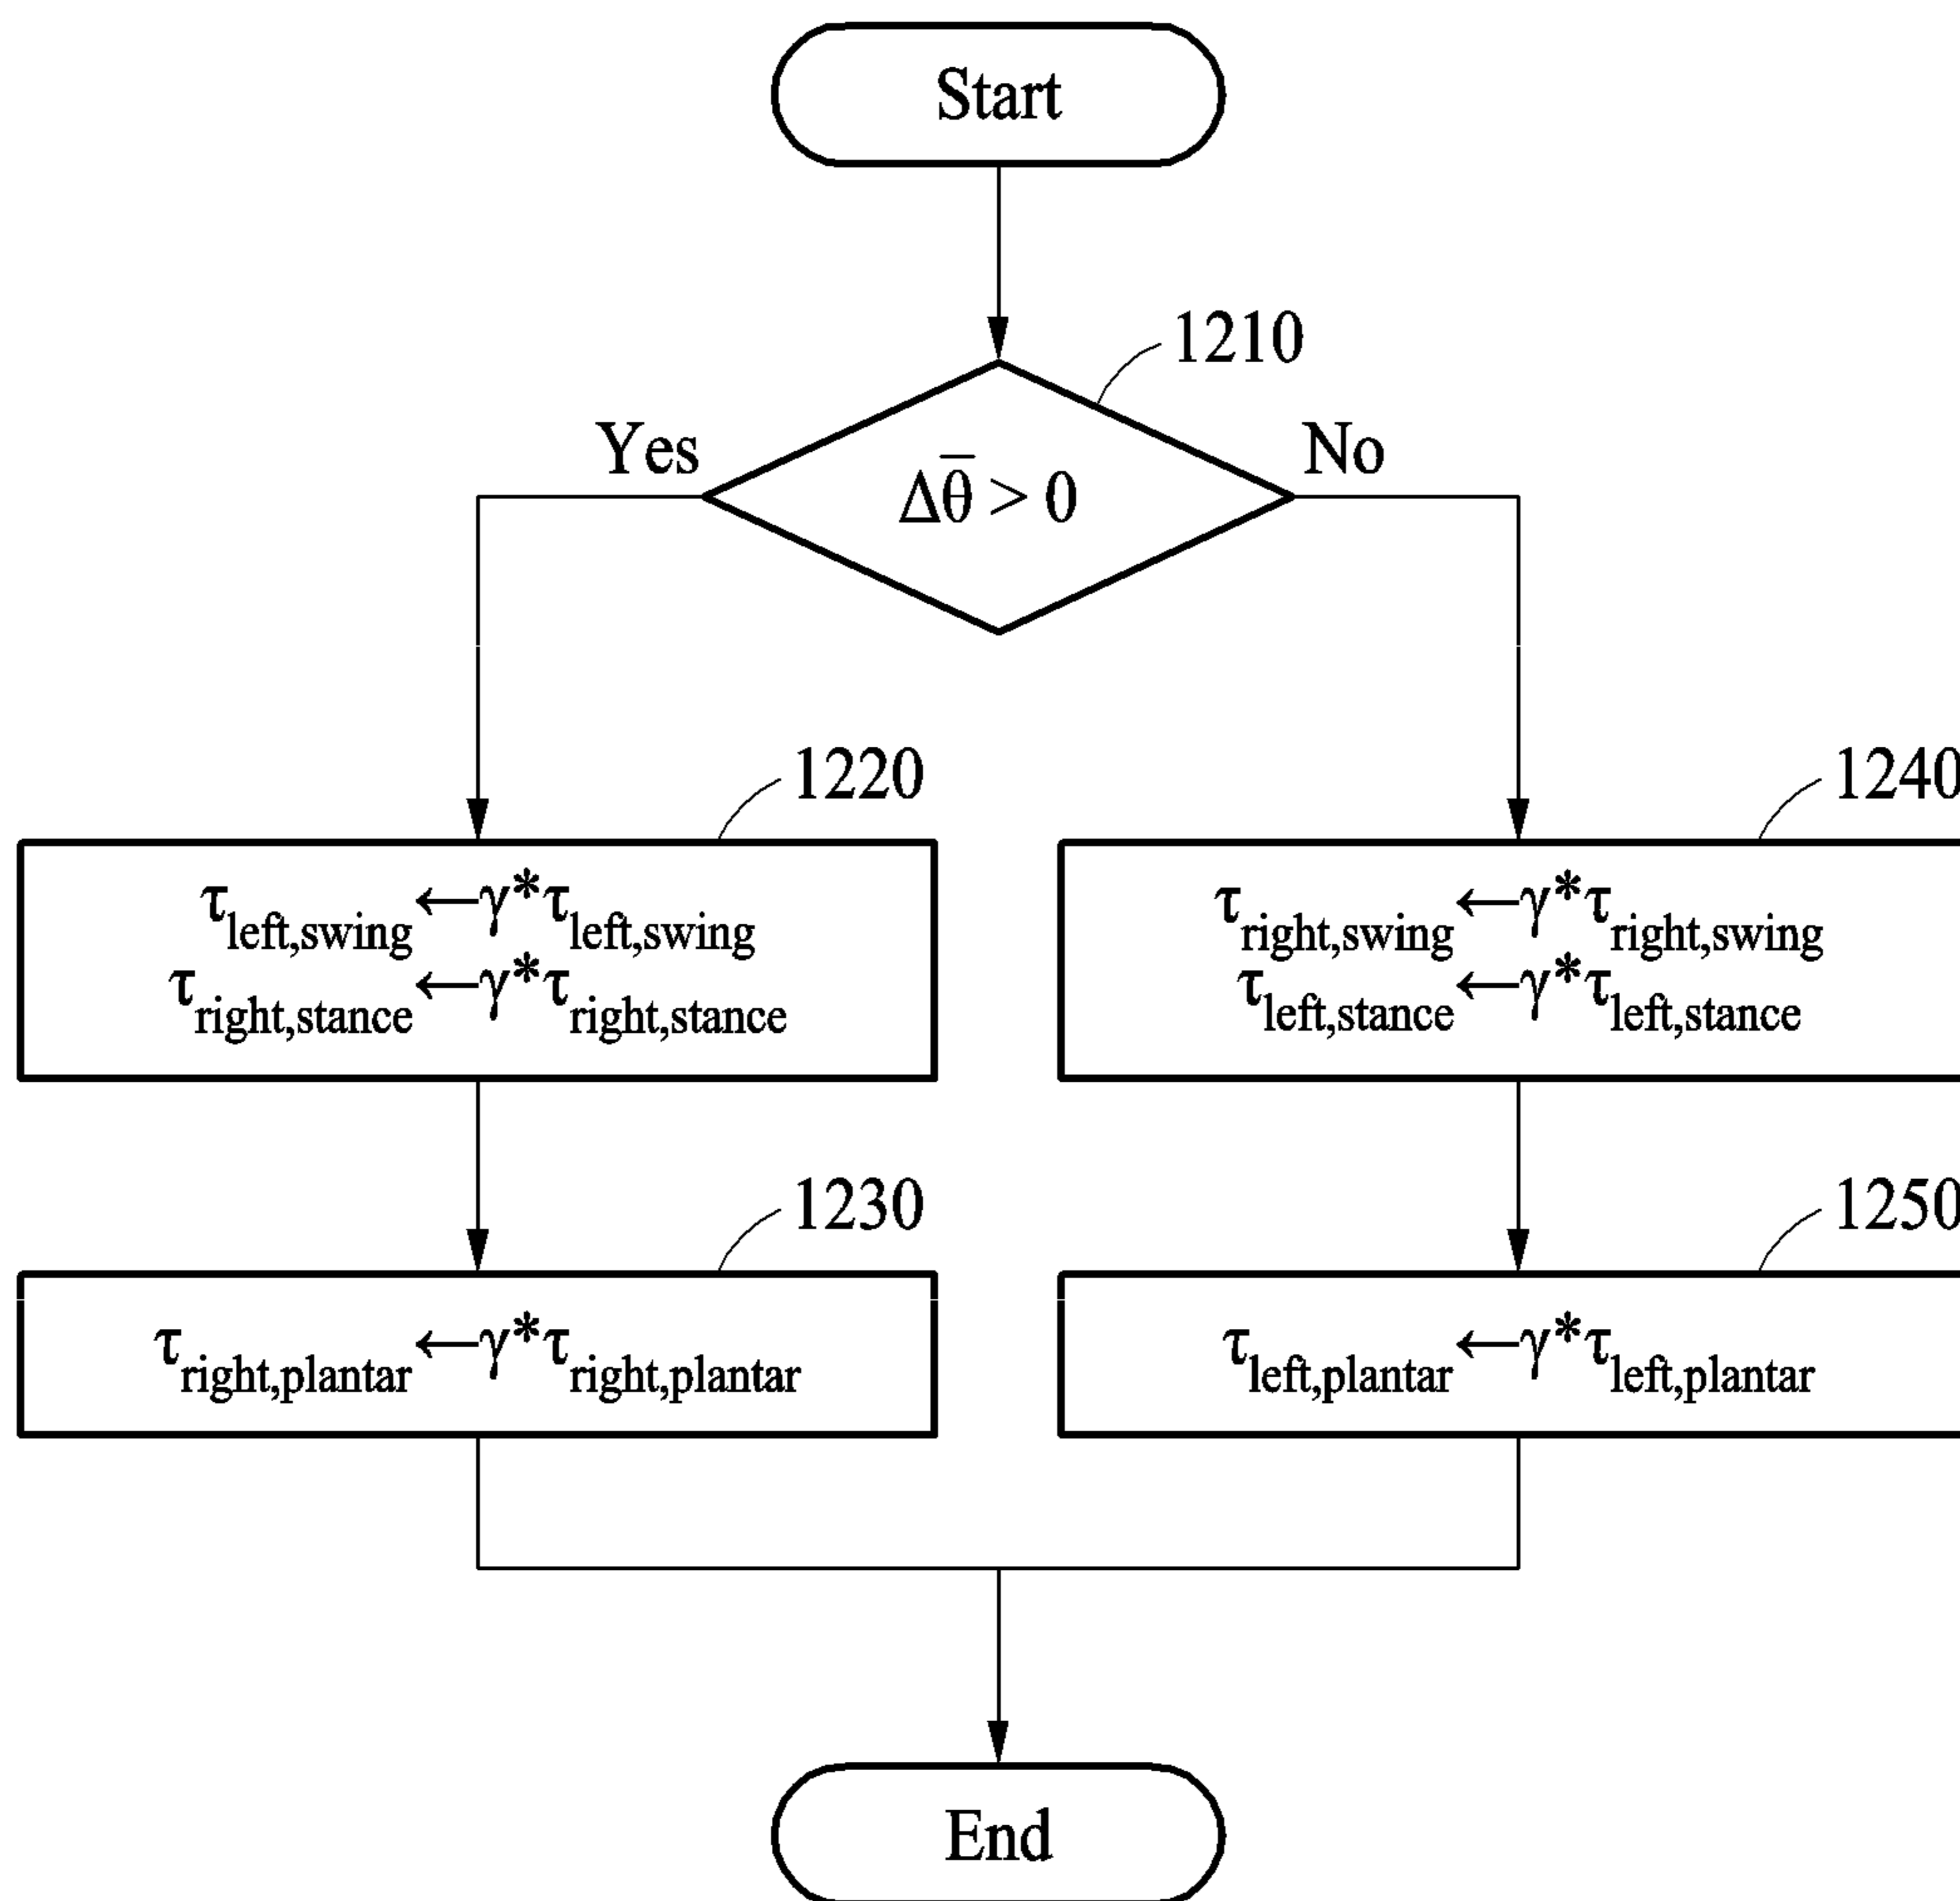 Start
1210
Yes
No
Δθ̅ > 0
1220
1240
τleft,swing ← γ*τleft,swing
τright,stance ← γ*τright,stance
τright,swing ← γ*τright,swing
τleft,stance ← γ*τleft,stance
1230
1250
τright,plantar ← γ*τright,plantar
τleft,plantar ← γ*τleft,plantar
End